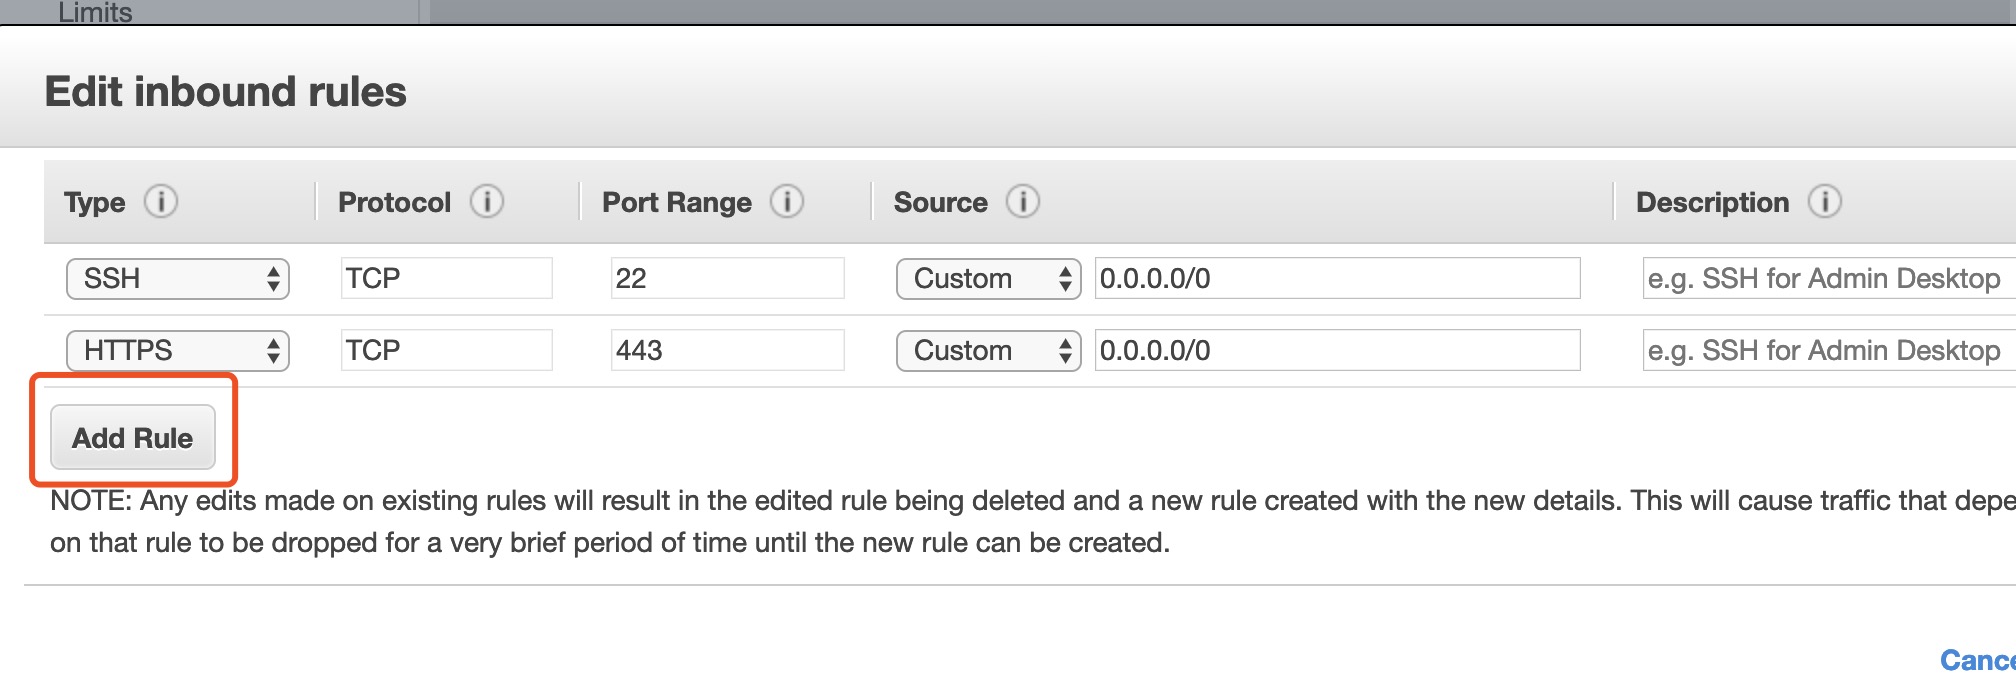 Limits
Edit inbound rules
Type Protocol Port Range Source Description
SSH TCP 22 Custom 0.0.0.0/0 e.g. SSH for Admin Desktop
HTTPS TCP 443 Custom 0.0.0.0/0 e.g. SSH for Admin Desktop
Add Rule
NOTE: Any edits made on existing rules will result in the edited rule being deleted and a new rule created with the new details. This will cause traffic that depe
on that rule to be dropped for a very brief period of time until the new rule can be created.
Cance